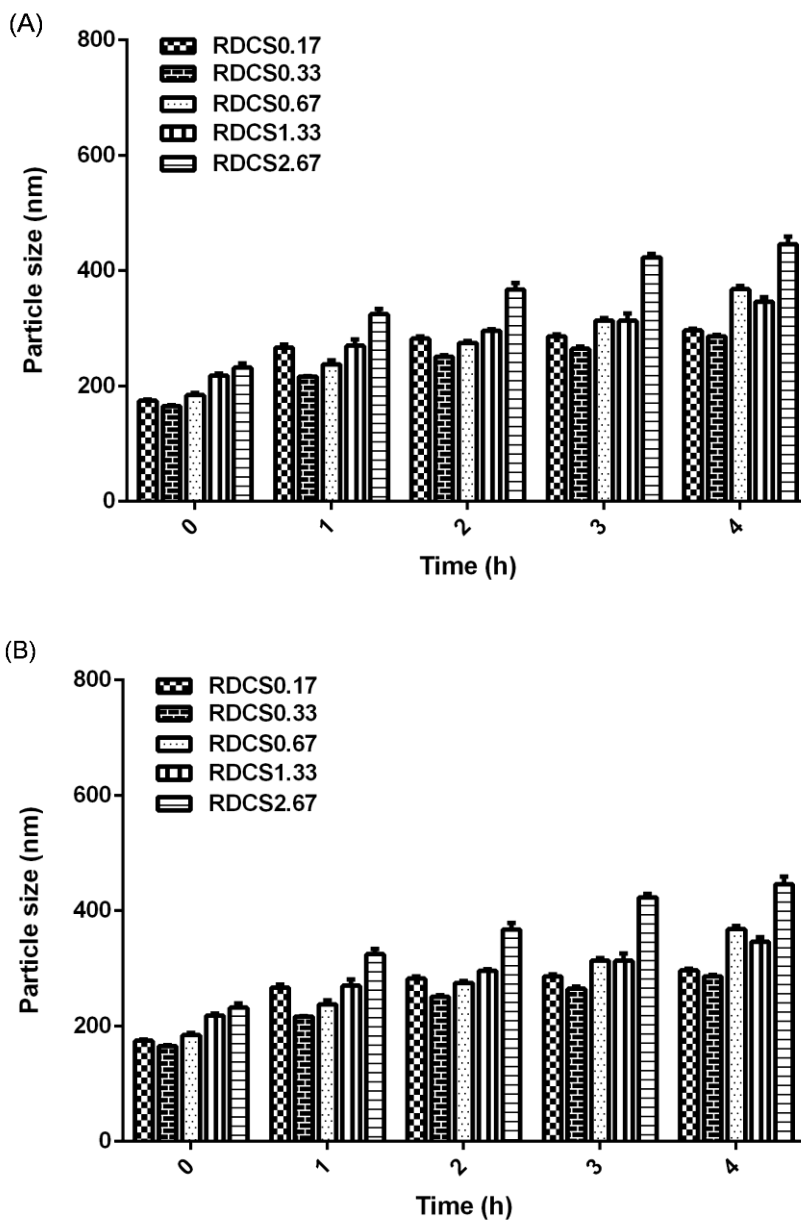 (A)
800
600
400
200
0
Particle size (nm)
RDCS0.17
RDCS0.33
RDCS0.67
RDCS1.33
RDCS2.67
0 1 2 3 4
Time (h)
(B)
800
600
400
200
0
Particle size (nm)
RDCS0.17
RDCS0.33
RDCS0.67
RDCS1.33
RDCS2.67
0 1 2 3 4
Time (h)